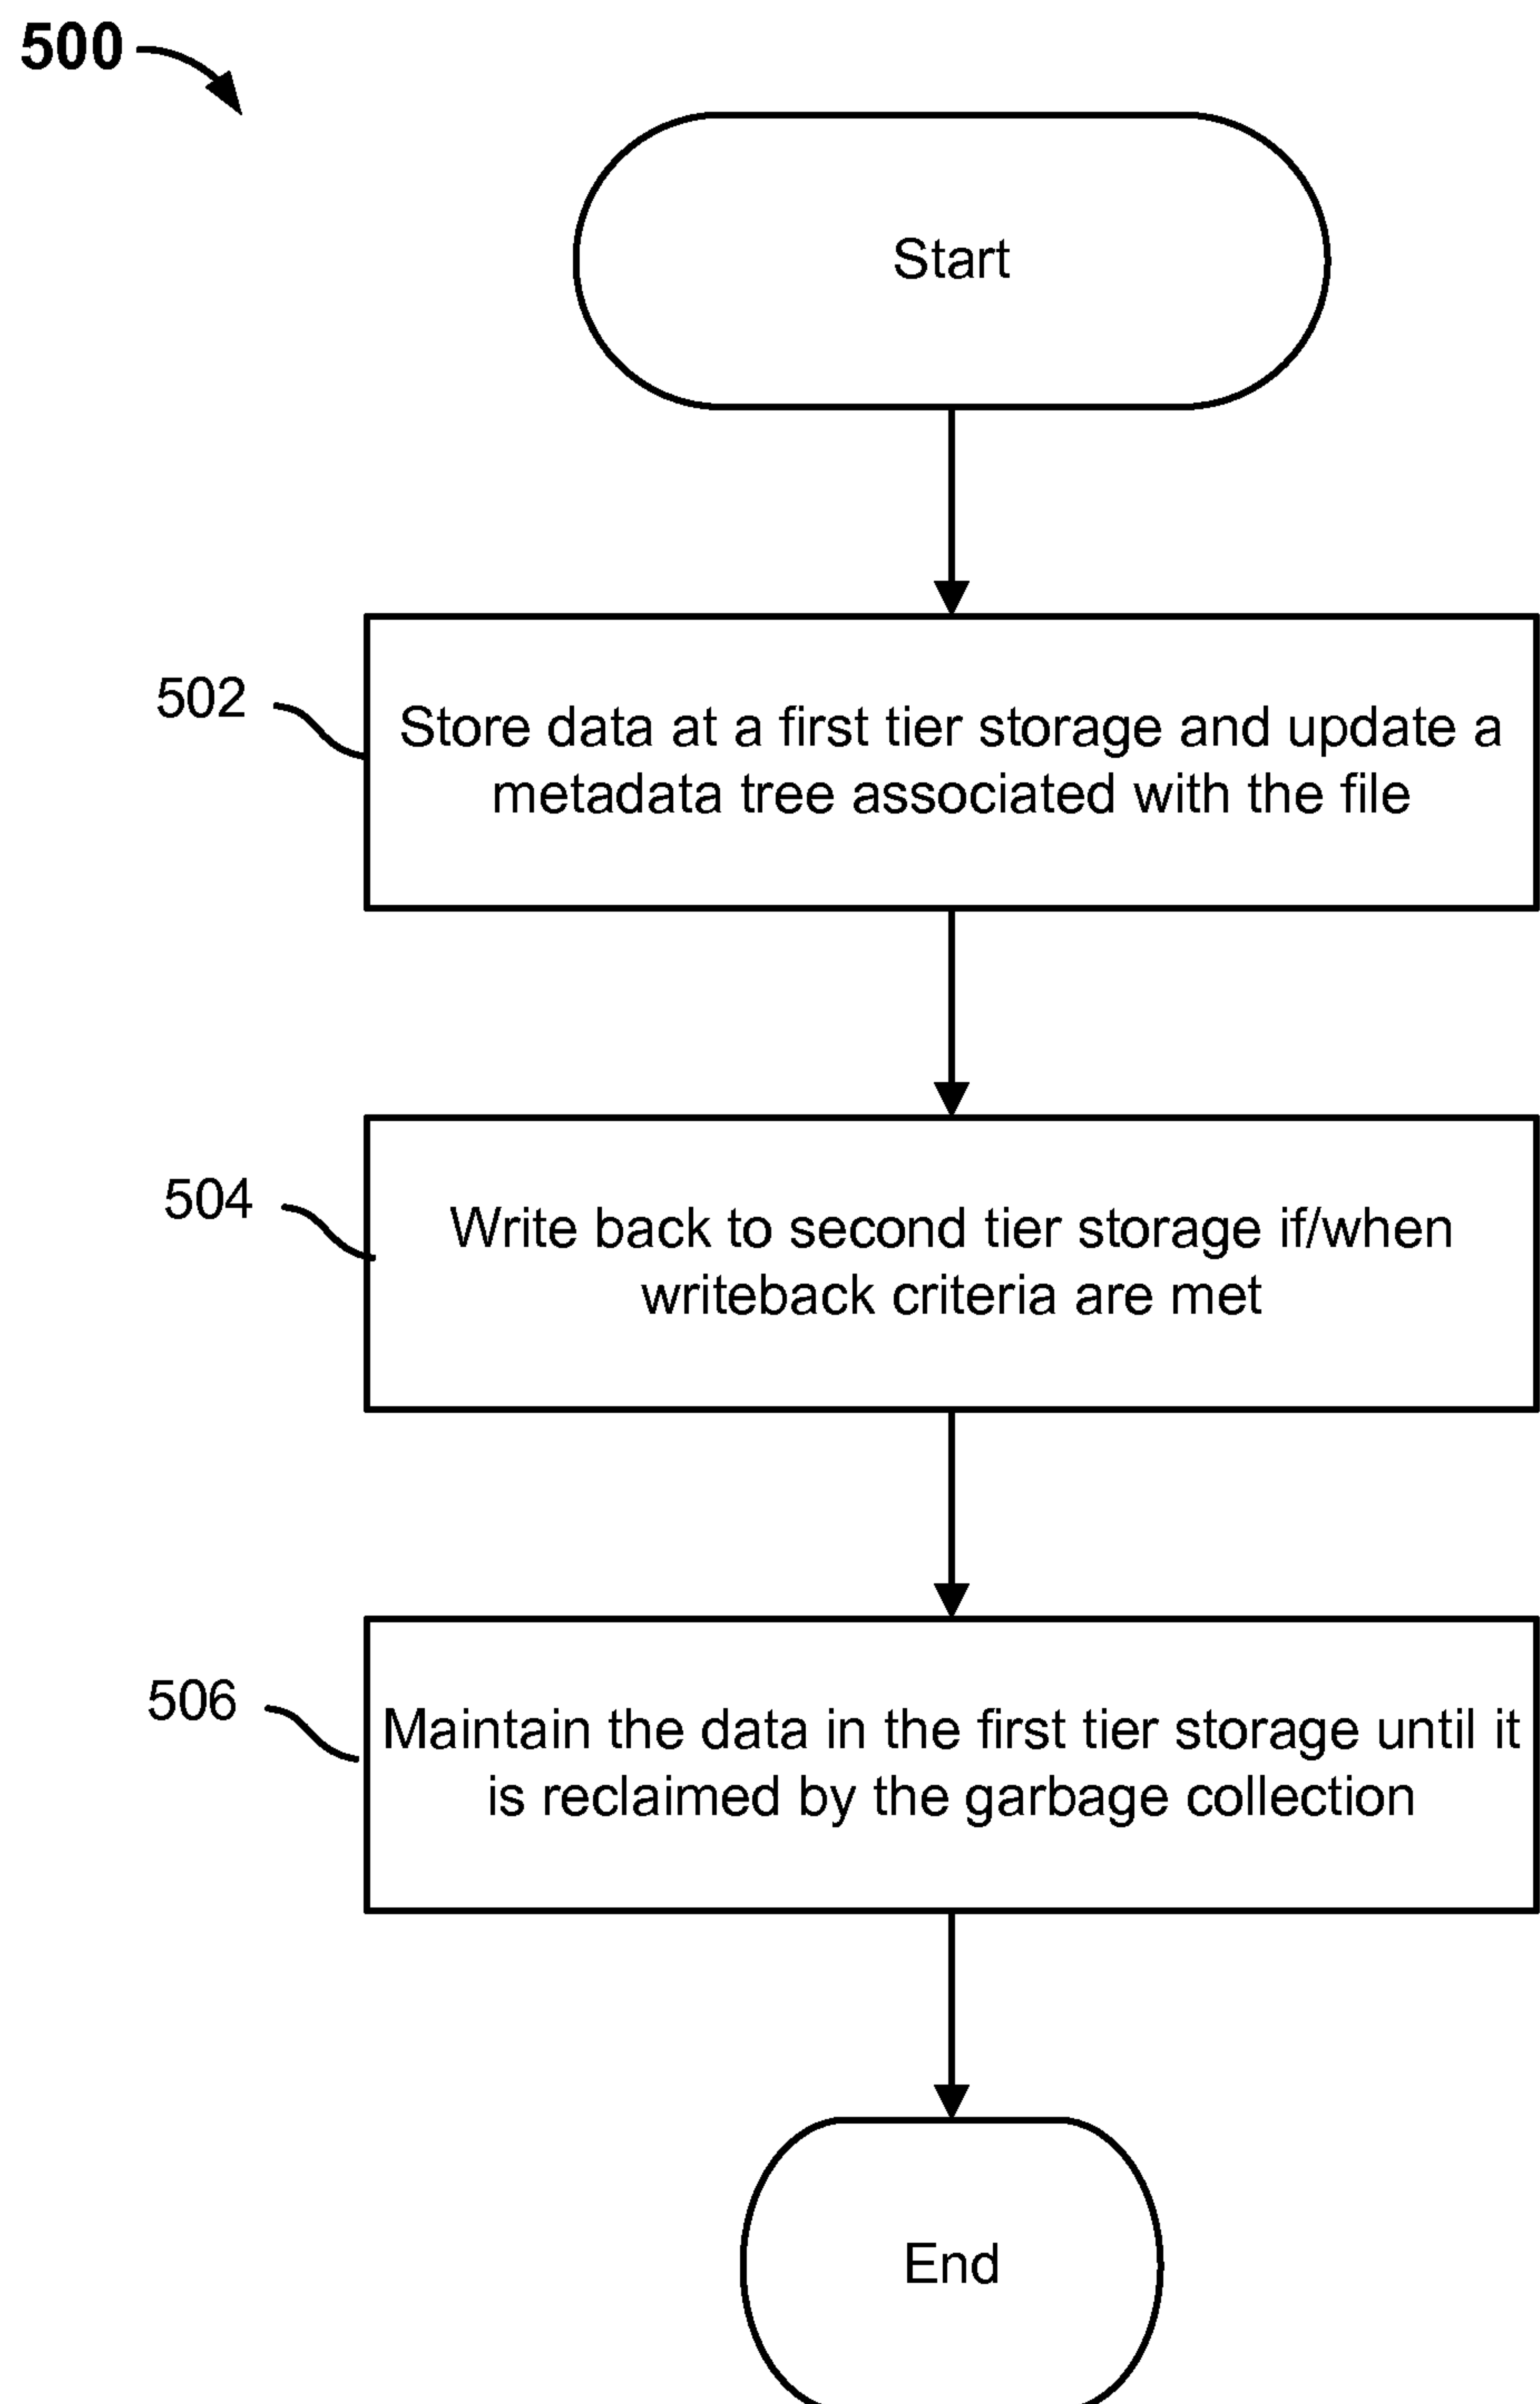 500
Start
502
Store data at a first tier storage and update a
metadata tree associated with the file
504
Write back to second tier storage if/when
writeback criteria are met
506
Maintain the data in the first tier storage until it
is reclaimed by the garbage collection
End